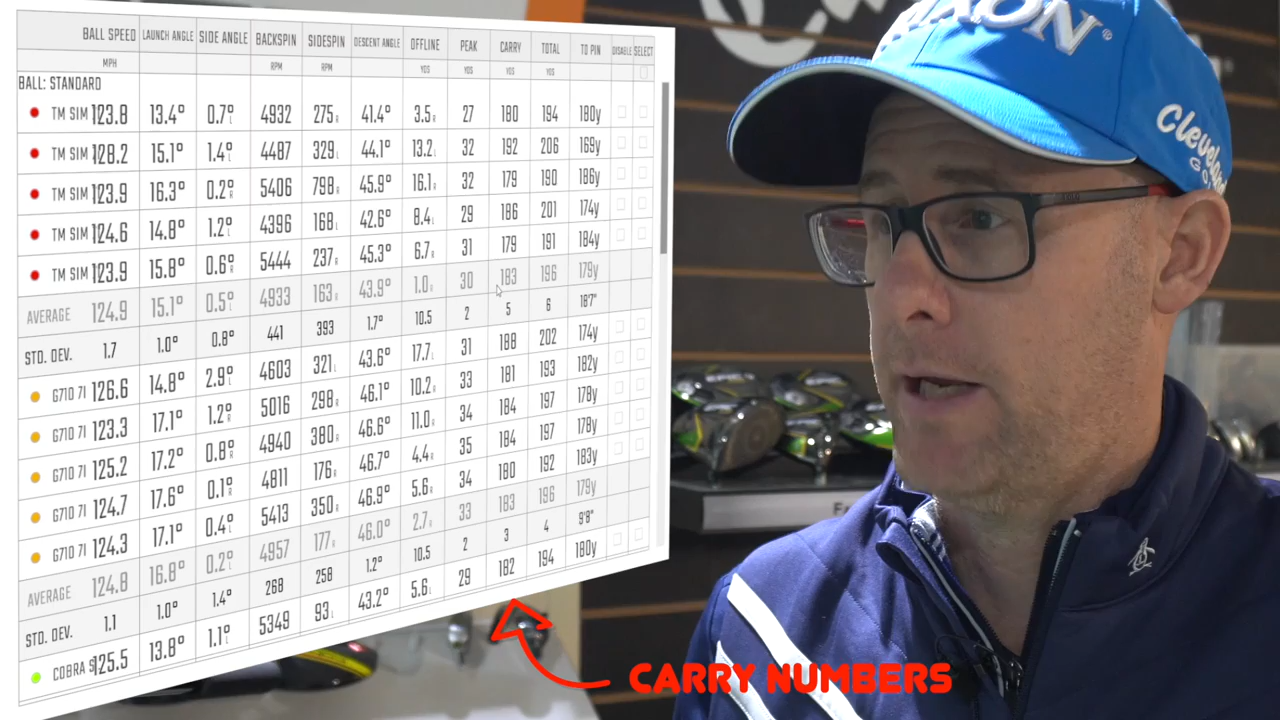 BALL SPEED LAUNCH ANGLE SIDE ANGLE BACKSPIN SIDESPIN DESCENT ANGLE OFFLINE PEAK CARRY TOTAL TO PIN DISABLE SELECT
MPH RPM RPM YDS YDS YDS YDS
BALL: STANDARD
TM SIM 123.8 13.4° 0.7° L 4932 275 R 41.4° 3.5 R 27 180 194 180y
TM SIM 128.2 15.1° 1.4° L 4487 329 L 44.1° 13.2 L 32 192 206 169y
TM SIM 123.9 16.3° 0.2° R 5406 798 R 45.9° 16.1 R 32 179 190 186y
TM SIM 124.6 14.8° 1.2° L 4396 168 L 42.6° 8.4 L 29 186 201 174y
TM SIM 123.9 15.8° 0.6° R 5444 237 R 45.3° 6.7 R 31 179 191 184y
AVERAGE 124.9 15.1° 0.5° L 4933 163 R 43.9° 1.0 R 30 183 196 179y
STD. DEV. 1.7 1.0° 0.8° 441 393 1.7° 10.5 2 5 6 18'7"
G710 71 126.6 14.8° 2.9° L 4603 321 L 43.6° 17.7 L 31 188 202 174y
G710 71 123.3 17.1° 1.2° L 5016 298 R 46.1° 10.2 R 33 181 193 182y
G710 71 125.2 17.2° 0.8° R 4940 380 R 46.6° 11.0 R 34 184 197 178y
G710 71 124.7 17.6° 0.1° R 4811 176 R 46.7° 4.4 R 35 184 197 178y
G710 71 124.3 17.1° 0.4° L 5413 350 R 46.9° 5.6 R 34 180 192 183y
AVERAGE 124.8 16.8° 0.2° L 4957 177 R 46.0° 2.7 R 33 183 196 179y
STD. DEV. 1.1 1.0° 1.4° 268 258 1.2° 10.5 2 3 4 9'8"
COBRA S 125.5 13.8° 1.1° L 5349 93 L 43.2° 5.6 L 29 182 194 180y
CARRY NUMBERS
XON®
Cleveland
GOLF